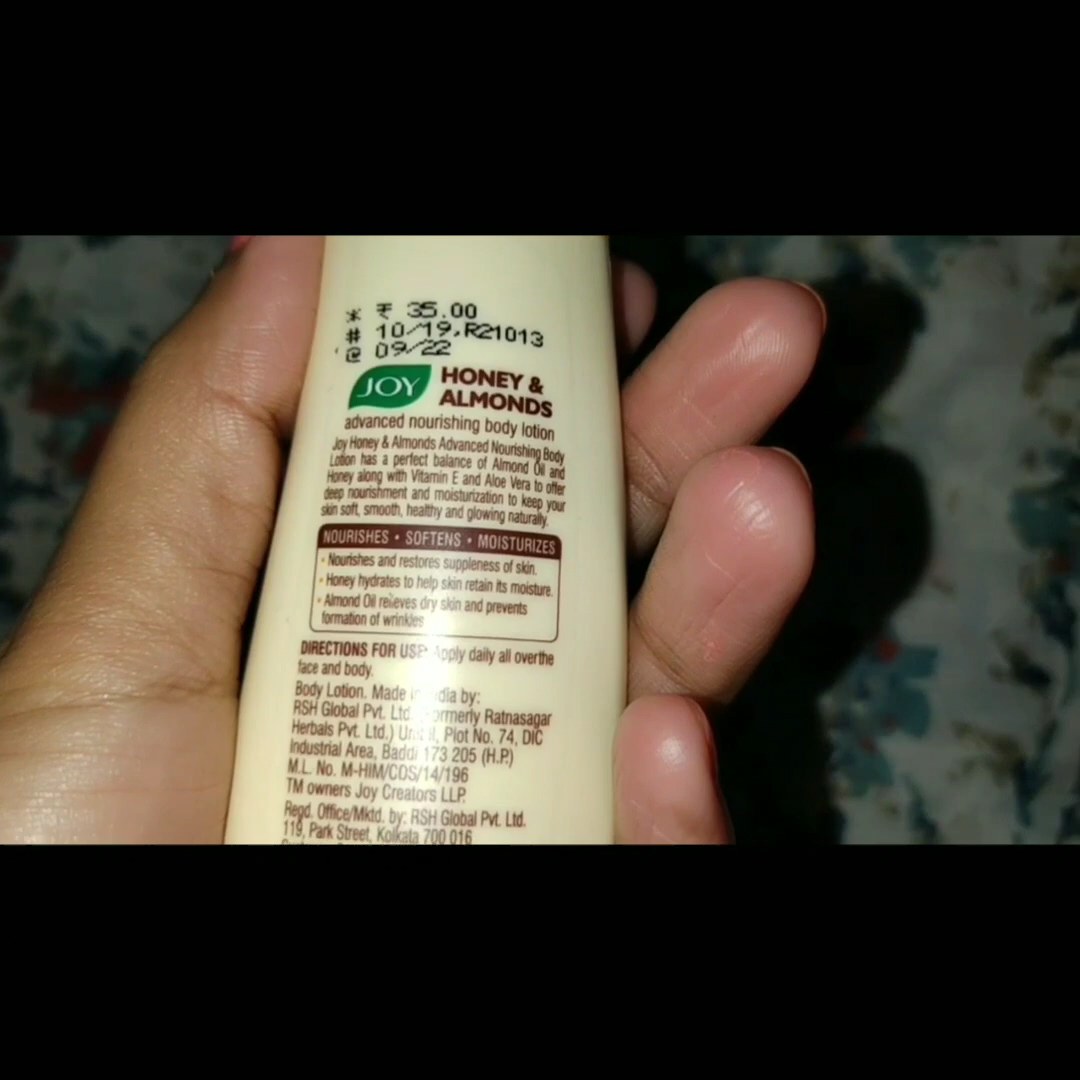 * ₹ 35.00
# 10/19,R21013
@ 09/22
JOY HONEY &
ALMONDS
advanced nourishing body lotion
Joy Honey & Almonds Advanced Nourishing Body
Lotion has a perfect balance of Almond Oil and
Honey along with Vitamin E and Aloe Vera to offer
deep nourishment and moisturization to keep your
skin soft, smooth, healthy and glowing naturally.
NOURISHES • SOFTENS • MOISTURIZES
• Nourishes and restores suppleness of skin.
• Honey hydrates to help skin retain its moisture.
• Almond Oil relieves dry skin and prevents
formation of wrinkles
DIRECTIONS FOR USE: Apply daily all over the
face and body.
Body Lotion. Made by:
RSH Global Pvt. Ltd. Ratnasagar
Herbals Pvt. Ltd.) Plot No. 74, DIC
Industrial Area, Baddi 173 205 (H.P.)
M.L. No. M-HIM/COS/14/196
TM owners Joy Creators LLP.
Regd. Office/Mktd. by: RSH Global Pvt. Ltd.
119, Park Street, Kolkata 700 016